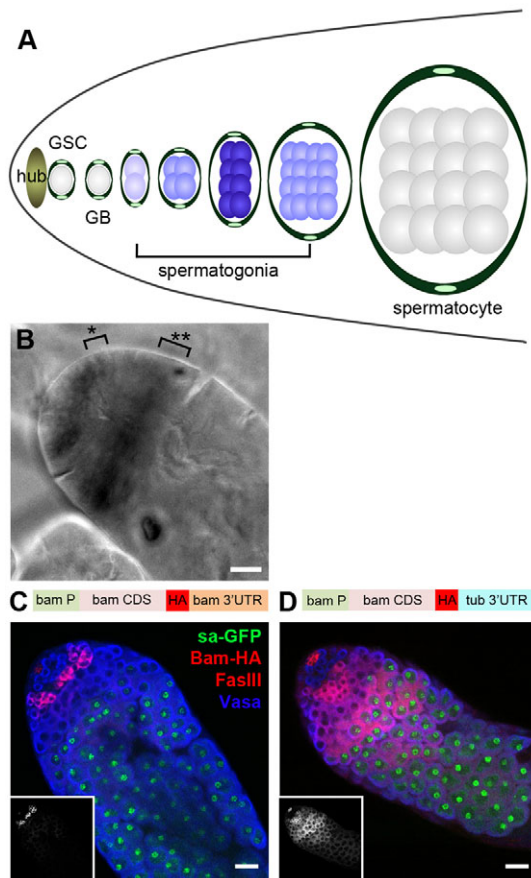 A
GSC
hub
GB
spermatogonia
spermatocyte
B
*
**
bam P bam CDS HA bam 3'UTR
bam P bam CDS HA tub 3'UTR
C
sa-GFP
Bam-HA
FasIII
Vasa
D